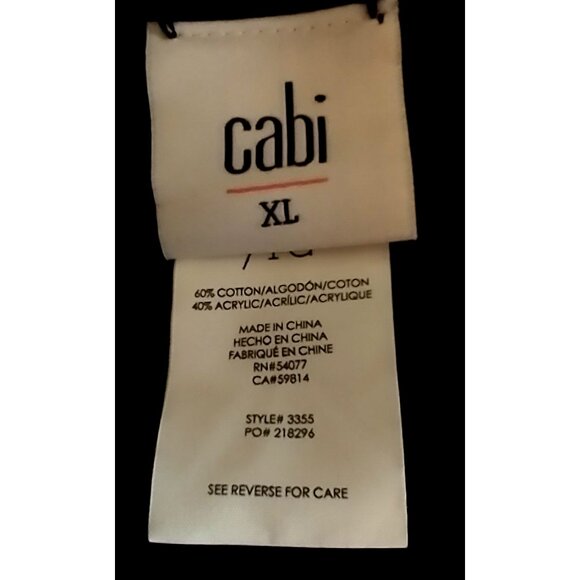 cabi
XL
60% COTTON/ALGODÓN/COTON
40% ACRYLIC/ACRÍLIC/ACRYLIQUE
MADE IN CHINA
HECHO EN CHINA
FABRIQUÉ EN CHINE
RN#54077
CA#59814
STYLE# 3355
PO# 218296
SEE REVERSE FOR CARE